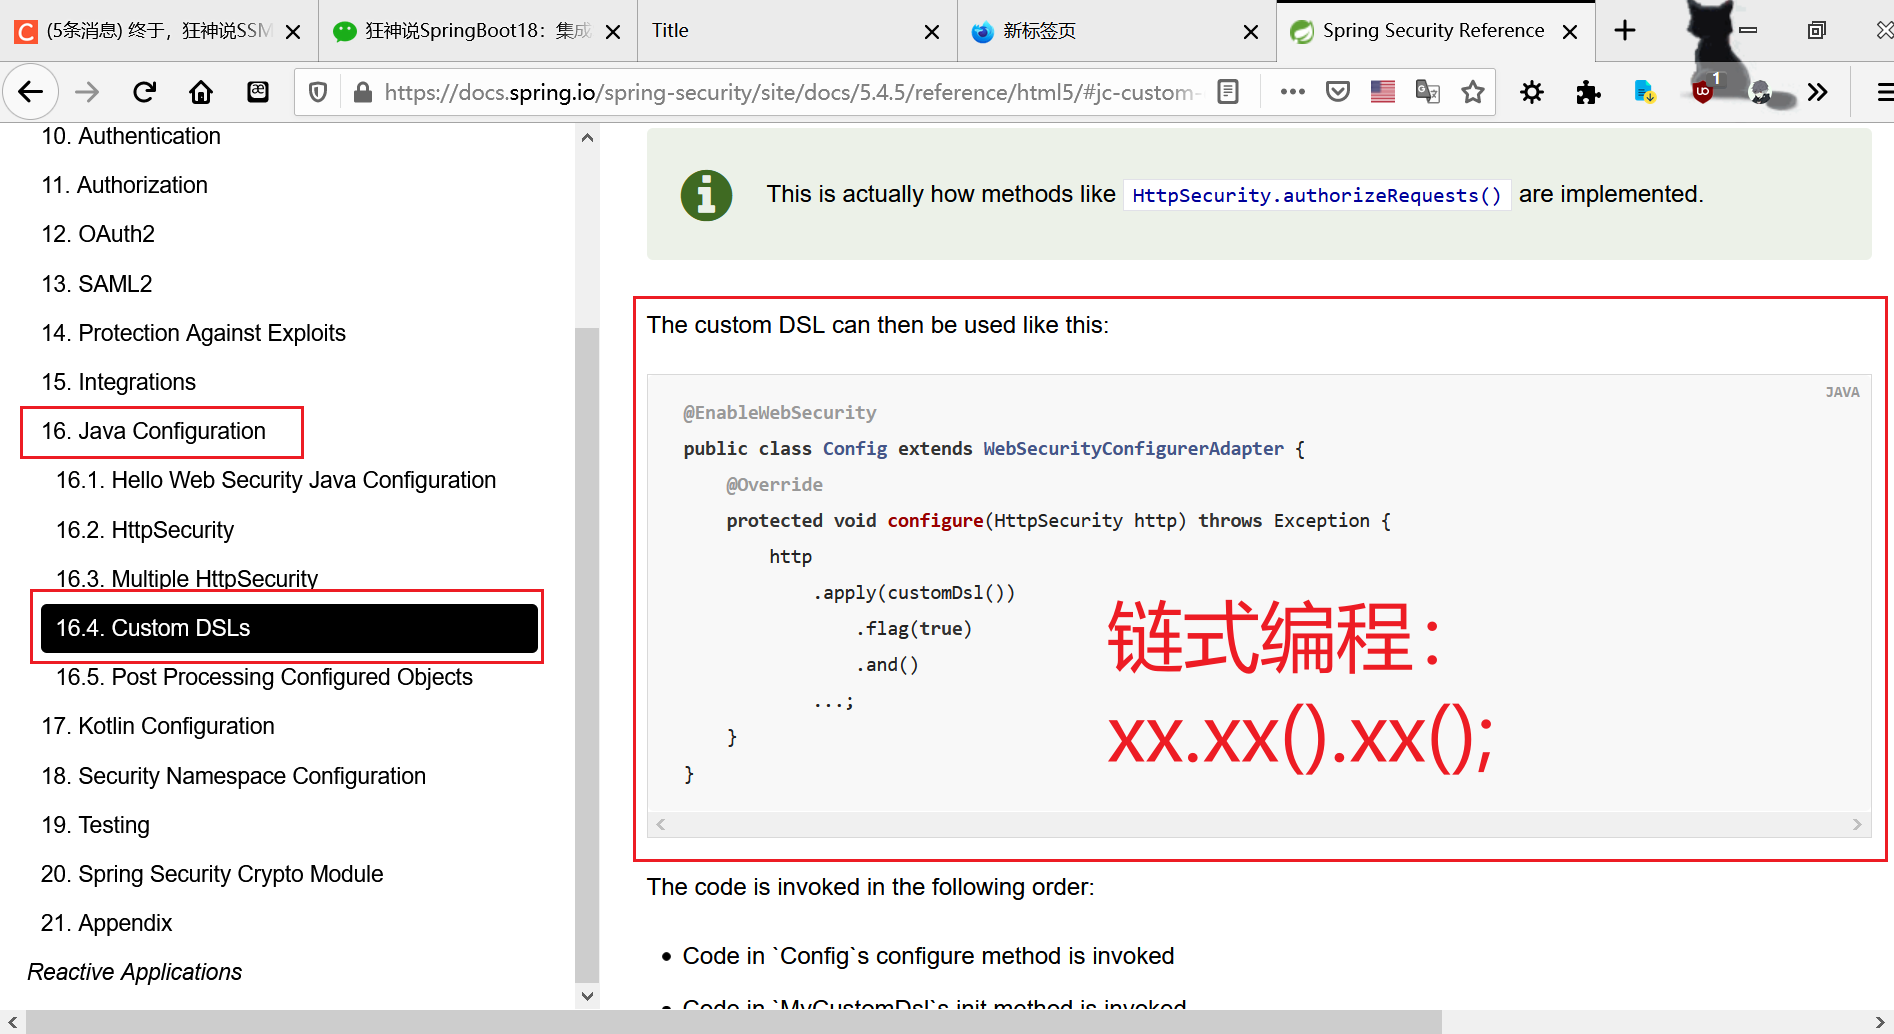 (5条消息) 终于，狂神说SSM
狂神说SpringBoot18：集成
Title
新标签页
Spring Security Reference
https://docs.spring.io/spring-security/site/docs/5.4.5/reference/html5/#jc-custom-
1
10. Authentication
11. Authorization
12. OAuth2
13. SAML2
14. Protection Against Exploits
15. Integrations
16. Java Configuration
16.1. Hello Web Security Java Configuration
16.2. HttpSecurity
16.3. Multiple HttpSecurity
16.4. Custom DSLs
16.5. Post Processing Configured Objects
17. Kotlin Configuration
18. Security Namespace Configuration
19. Testing
20. Spring Security Crypto Module
21. Appendix
Reactive Applications
This is actually how methods like HttpSecurity.authorizeRequests() are implemented.
The custom DSL can then be used like this:
JAVA
@EnableWebSecurity
public class Config extends WebSecurityConfigurerAdapter {
@Override
protected void configure(HttpSecurity http) throws Exception {
http
.apply(customDsl())
.flag(true)
.and()
...;
}
}
链式编程：
xx.xx().xx();
The code is invoked in the following order:
Code in `Config`s configure method is invoked
Code in `MyCustomDsl`s init method is invoked